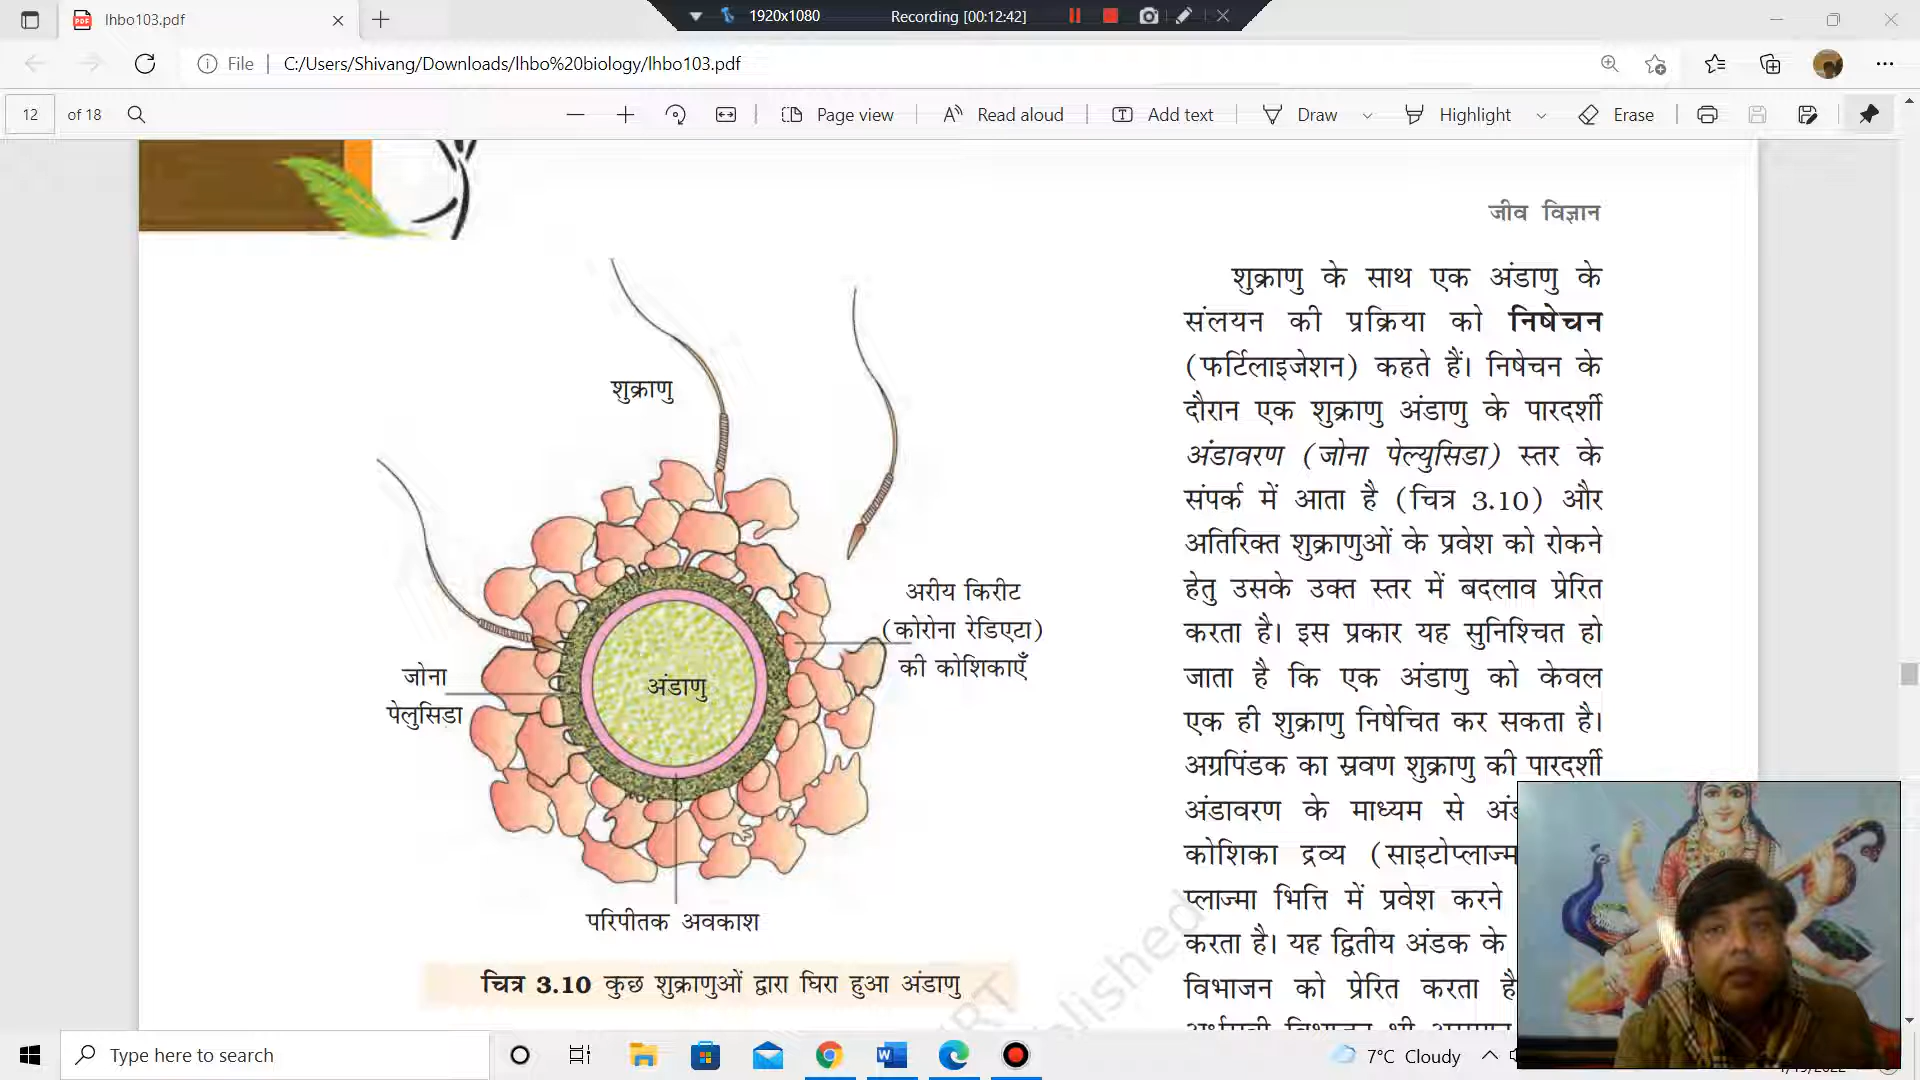 lhbo103.pdf
1920x1080
Recording [00:12:42]
File
C:/Users/Shivang/Downloads/lhbo%20biology/lhbo103.pdf
12 of 18
Page view
Read aloud
Add text
Draw
Highlight
Erase
जीव विज्ञान
शुक्राणु
जोना
पेलुसिडा
अंडाणु
अरीय किरीट
(कोरोना रेडिएटा)
की कोशिकाएँ
परिपीतक अवकाश
चित्र 3.10 कुछ शुक्राणुओं द्वारा घिरा हुआ अंडाणु
शुक्राणु के साथ एक अंडाणु के
संलयन की प्रक्रिया को निषेचन
(फर्टिलाइजेशन) कहते हैं। निषेचन के
दौरान एक शुक्राणु अंडाणु के पारदर्शी
अंडावरण (जोना पेल्युसिडा) स्तर के
संपर्क में आता है (चित्र 3.10) और
अतिरिक्त शुक्राणुओं के प्रवेश को रोकने
हेतु उसके उक्त स्तर में बदलाव प्रेरित
करता है। इस प्रकार यह सुनिश्चित हो
जाता है कि एक अंडाणु को केवल
एक ही शुक्राणु निषेचित कर सकता है।
अग्रपिंडक का स्रवण शुक्राणु की पारदर्शी
अंडावरण के माध्यम से
कोशिका द्रव्य (साइटोप्लाज्म
प्लाज्मा भित्ति में प्रवेश करने
करता है। यह द्वितीय अंडक के
विभाजन को प्रेरित करता है
Type here to search
7°C Cloudy